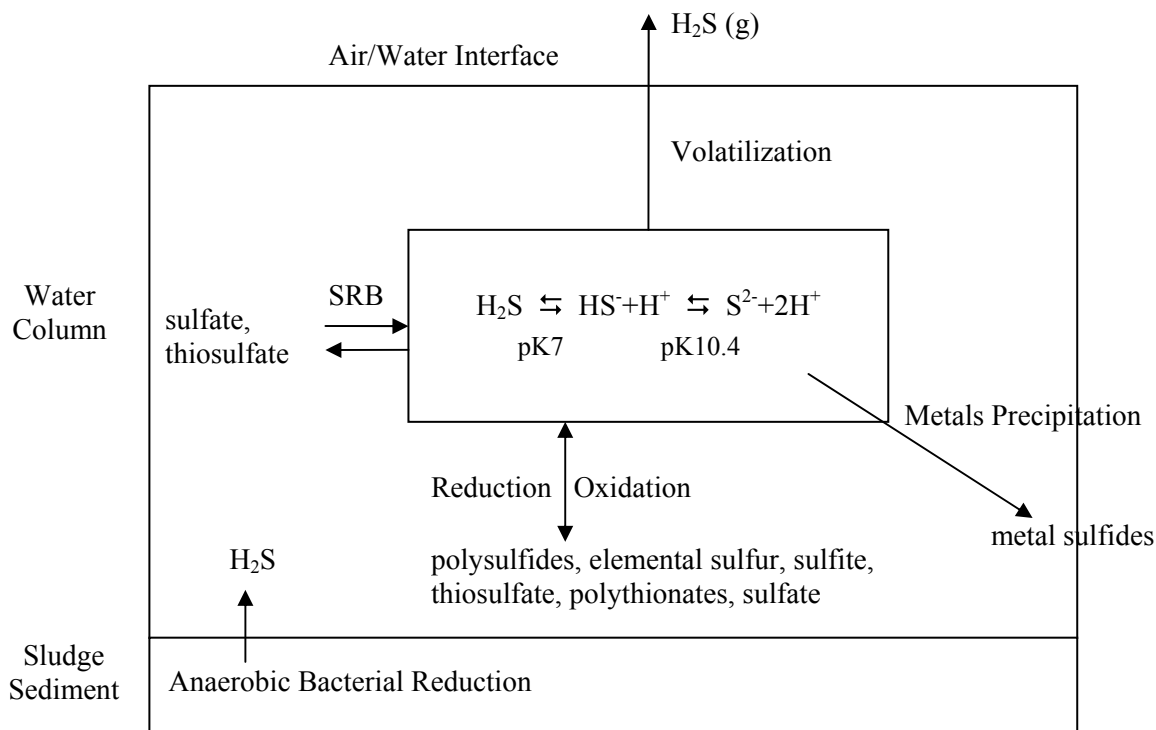 H₂S (g)
Air/Water Interface
Volatilization
Water
Column
sulfate,
thiosulfate
SRB
H₂S ⇆ HS⁻+H⁺ ⇆ S²⁻+2H⁺
pK7 pK10.4
Metals Precipitation
metal sulfides
Reduction Oxidation
polysulfides, elemental sulfur, sulfite,
thiosulfate, polythionates, sulfate
H₂S
Sludge
Sediment
Anaerobic Bacterial Reduction